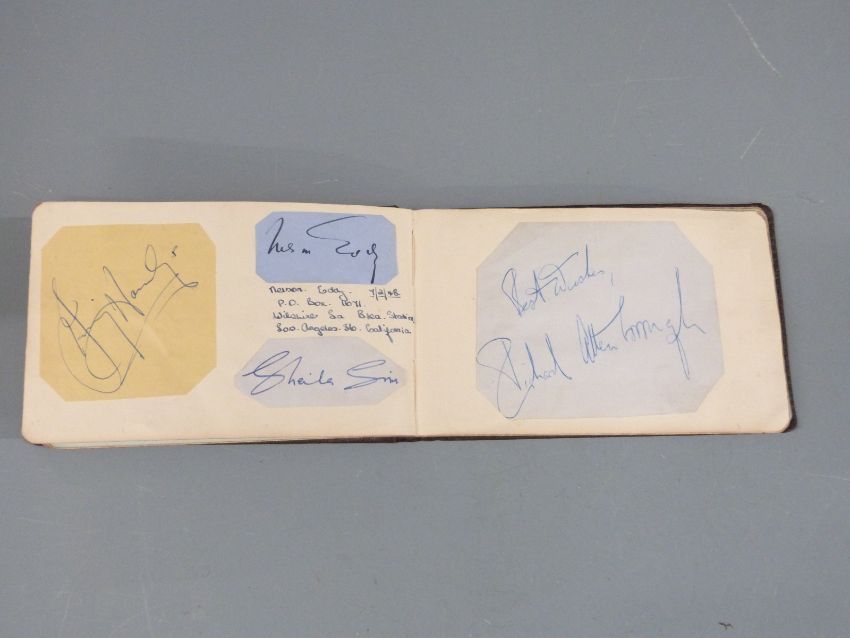 Nelson Eddy
Nelson. Eddy. 7/2/48
P.O. Box.
Wilshire La Brea. Station
Los-Angeles. 36. California
Sheila Sim
Best Wishes,
Richard Attenborough